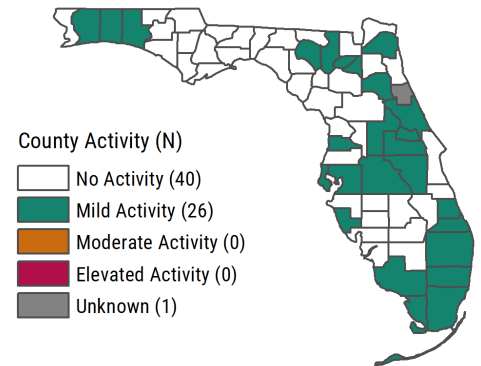 County Activity (N)
No Activity (40)
Mild Activity (26)
Moderate Activity (0)
Elevated Activity (0)
Unknown (1)